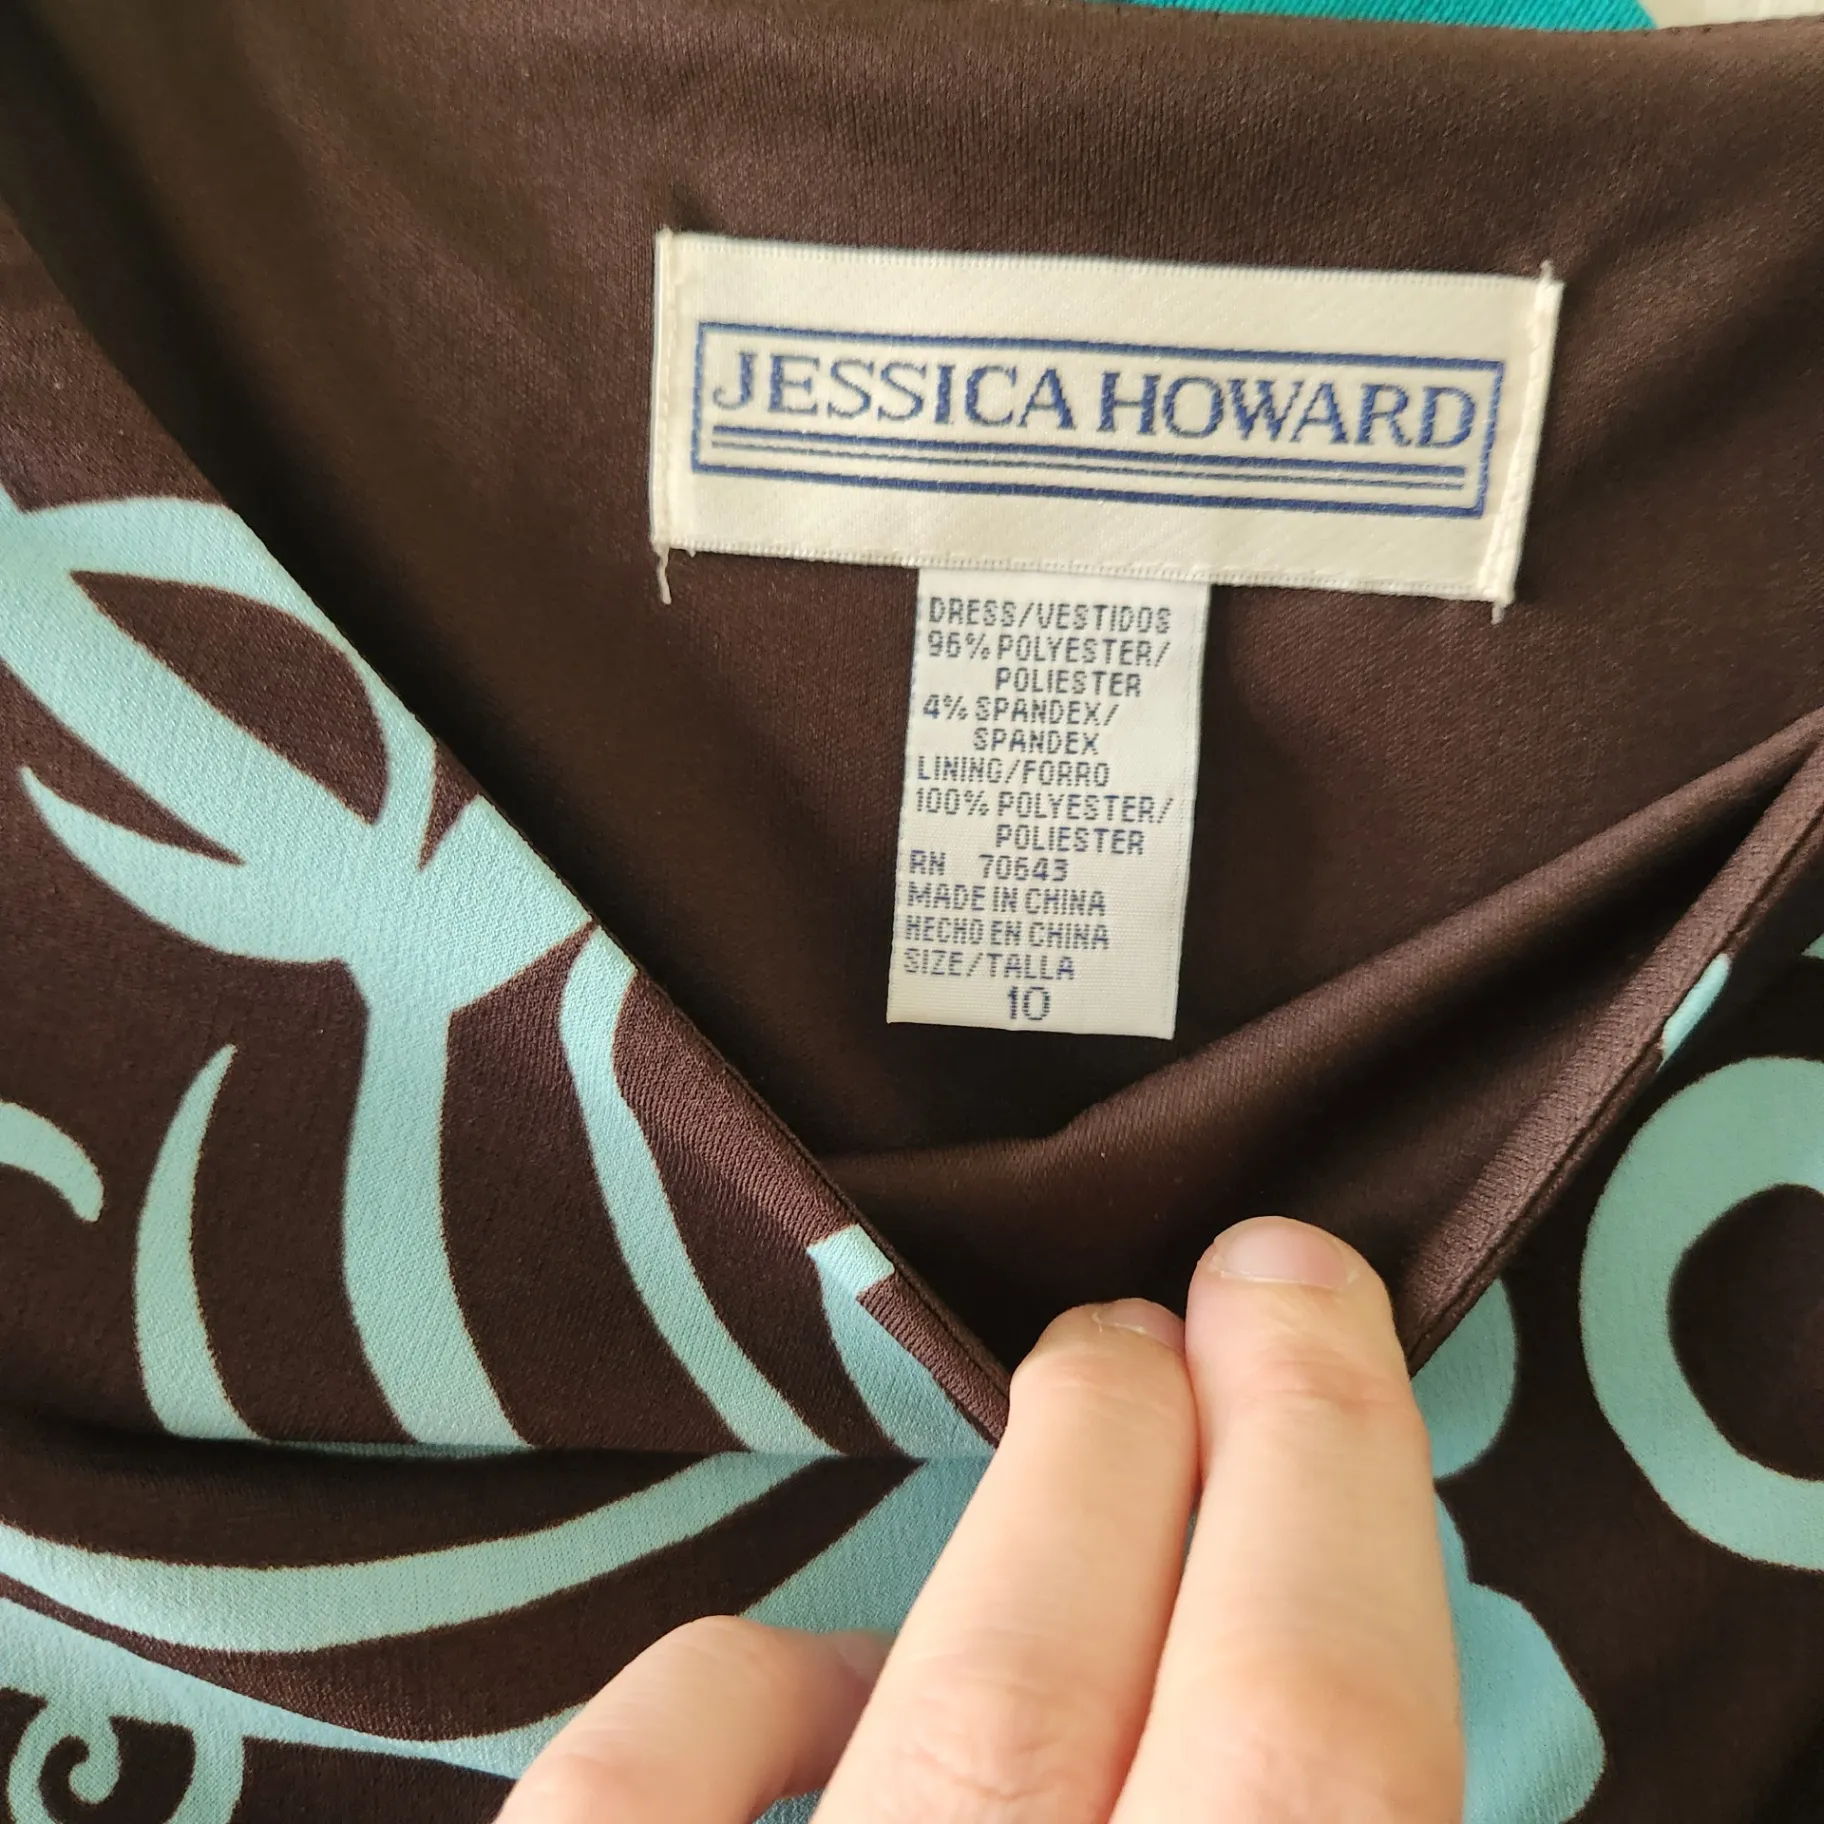 JESSICA HOWARD
DRESS/VESTIDOS
96% POLYESTER/
POLIESTER
4% SPANDEX/
SPANDEX
LINING/FORRO
100% POLYESTER/
POLIESTER
RN 70643
MADE IN CHINA
HECHO EN CHINA
SIZE/TALLA
10